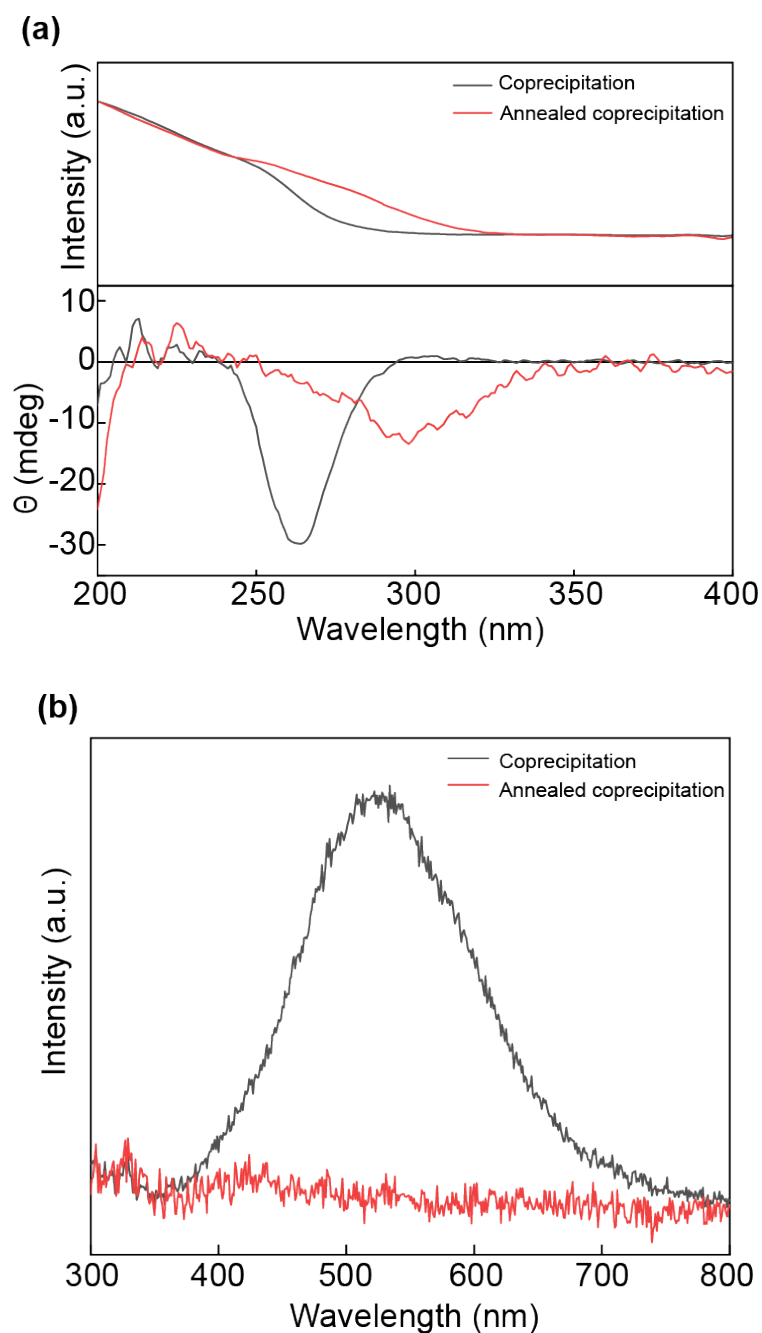 (a)
Intensity (a.u.)
Coprecipitation
Annealed coprecipitation
Θ (mdeg)
10
0
-10
-20
-30
200 250 300 350 400
Wavelength (nm)
(b)
Intensity (a.u.)
Coprecipitation
Annealed coprecipitation
300 400 500 600 700 800
Wavelength (nm)